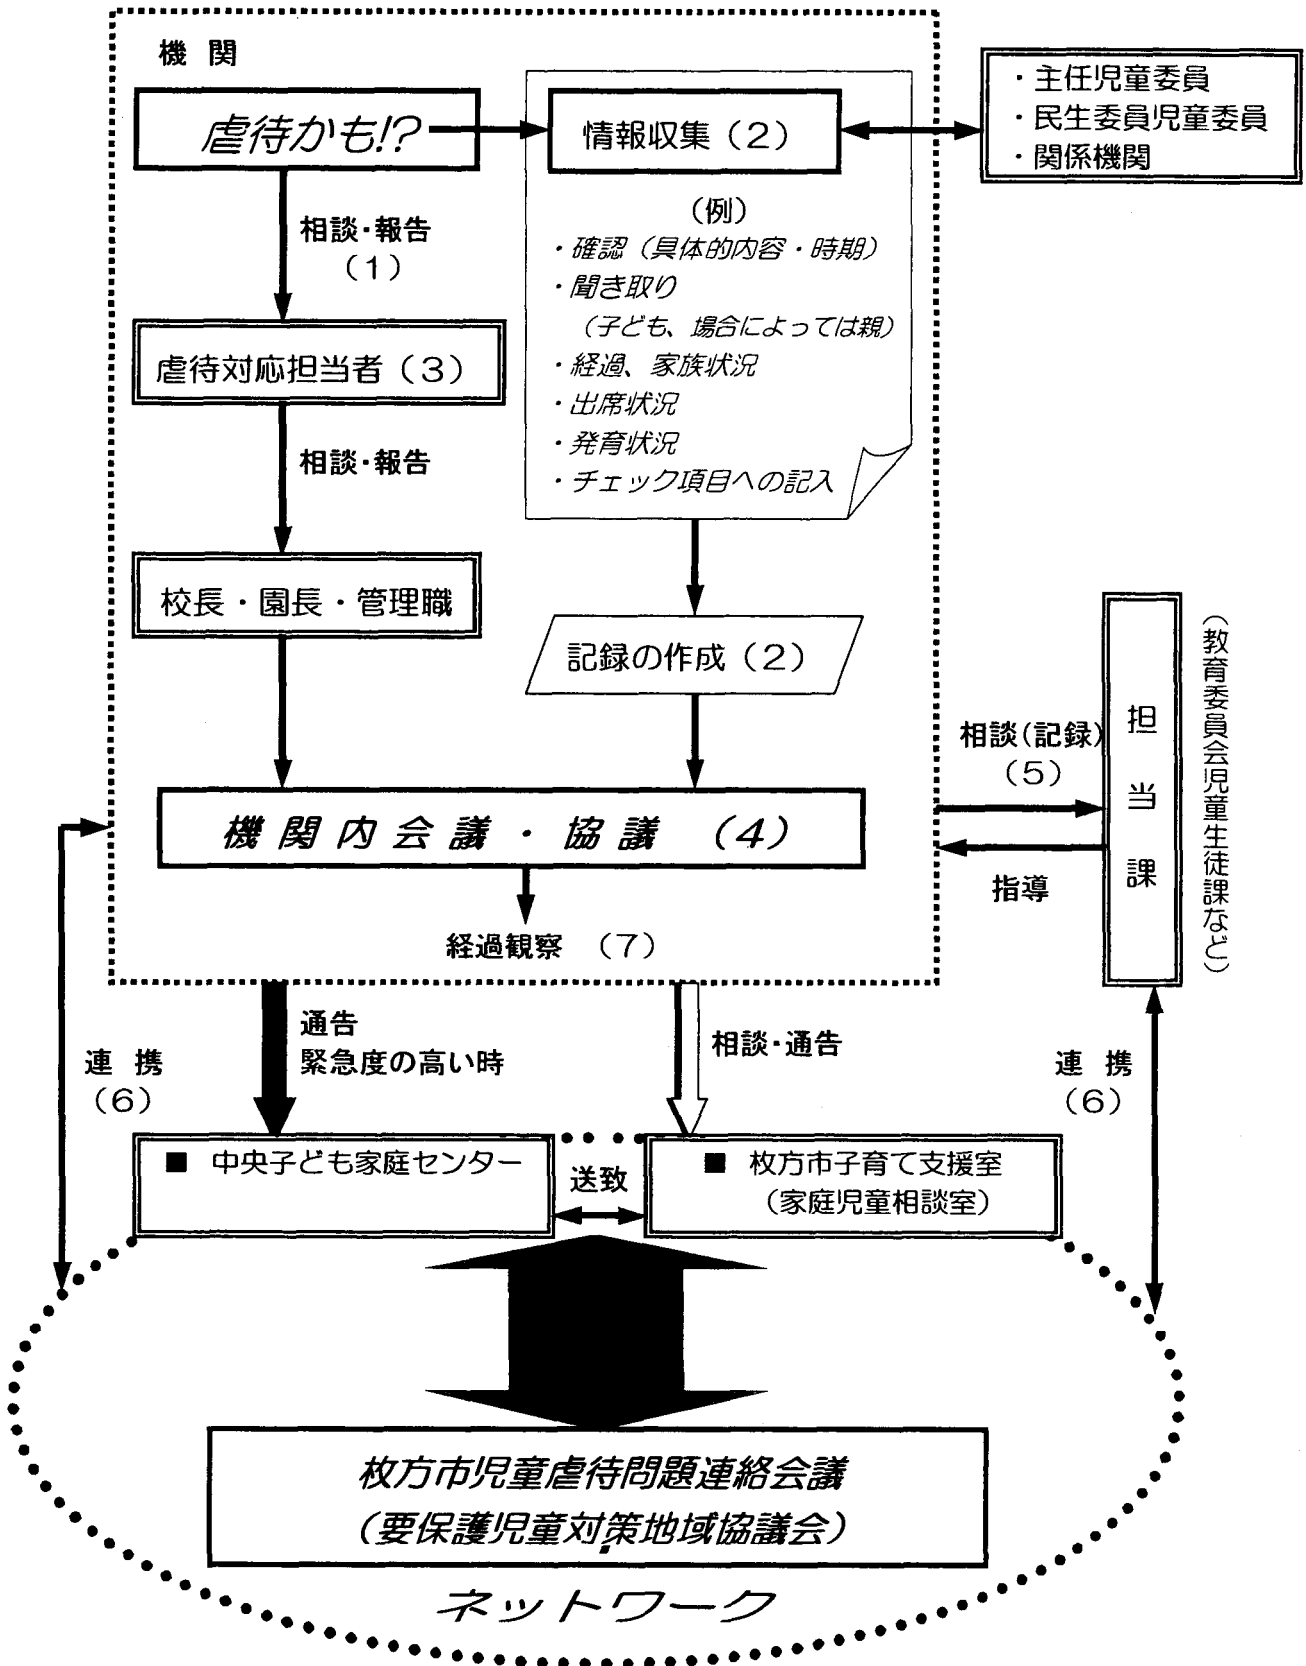 機 関
虐待かも!?
情報収集（2）
・主任児童委員
・民生委員児童委員
・関係機関
相談・報告
（1）
（例）
・確認（具体的内容・時期）
・聞き取り
（子ども、場合によっては親）
・経過、家族状況
・出席状況
・発育状況
・チェック項目への記入
虐待対応担当者（3）
相談・報告
校長・園長・管理職
記録の作成（2）
機関内会議・協議 （4）
経過観察 （7）
相談（記録）
（5）
指導
担当課
（教育委員会児童生徒課など）
通告
緊急度の高い時
相談・通告
連 携
（6）
連 携
（6）
■ 中央子ども家庭センター
送致
■ 枚方市子育て支援室
（家庭児童相談室）
枚方市児童虐待問題連絡会議
（要保護児童対策地域協議会）
ネットワーク